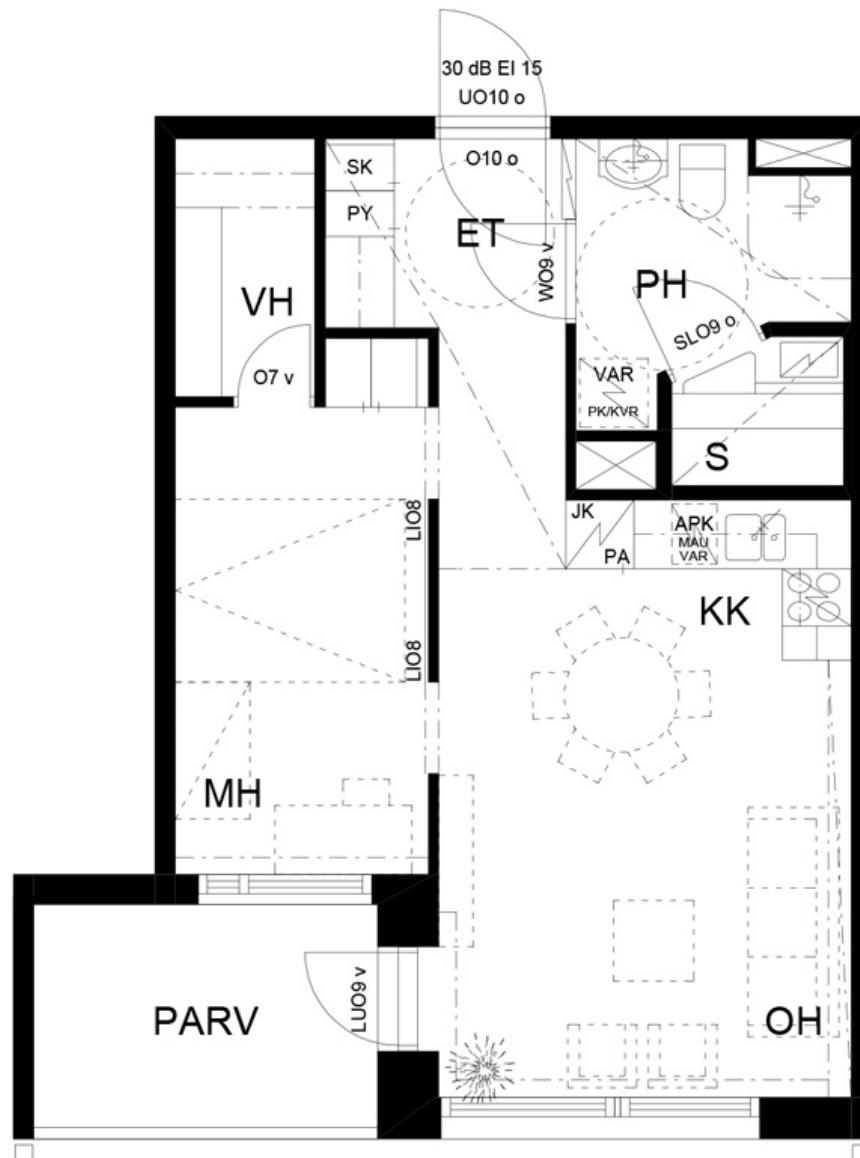 30 dB EI 15
UO10 o
O10 o
SK
PY
ET
WO9 v
PH
SLO9 o
VH
O7 v
VAR
PK/KVR
S
LIO8
JK
PA
APK
MAU
VAR
KK
LIO8
MH
PARV
LUO9 v
OH